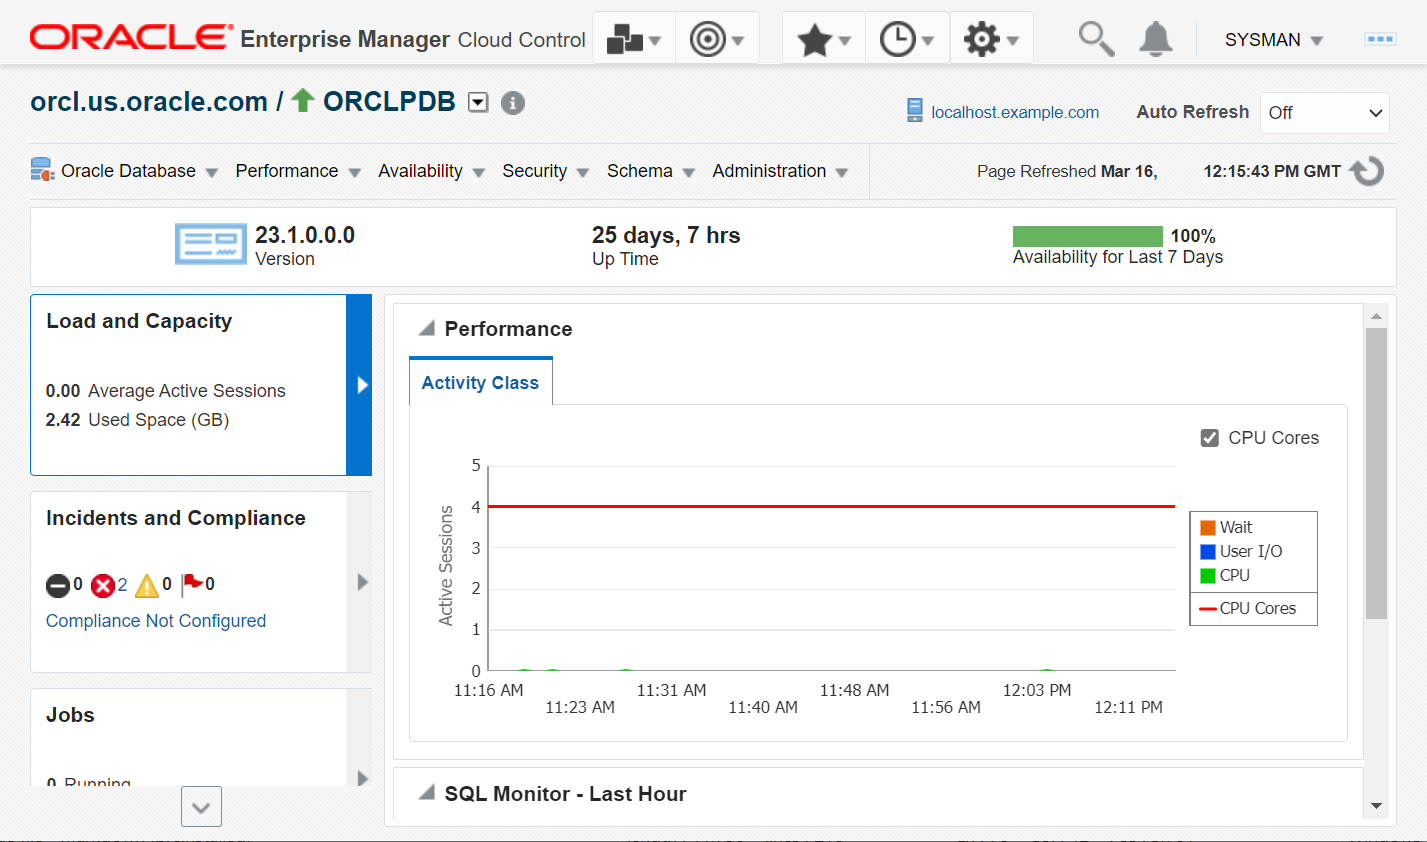 ORACLE Enterprise Manager Cloud Control
SYSMAN
orcl.us.oracle.com / ORCLPDB
localhost.example.com
Auto Refresh Off
Oracle Database Performance Availability Security Schema Administration
Page Refreshed Mar 16, 12:15:43 PM GMT
23.1.0.0.0
Version
25 days, 7 hrs
Up Time
100%
Availability for Last 7 Days
Load and Capacity
0.00 Average Active Sessions
2.42 Used Space (GB)
Incidents and Compliance
0 2 0 0
Compliance Not Configured
Jobs
0 Running
Performance
Activity Class
CPU Cores
Active Sessions
5
4
3
2
1
0
11:16 AM 11:31 AM 11:48 AM 12:03 PM
11:23 AM 11:40 AM 11:56 AM 12:11 PM
Wait
User I/O
CPU
CPU Cores
SQL Monitor - Last Hour